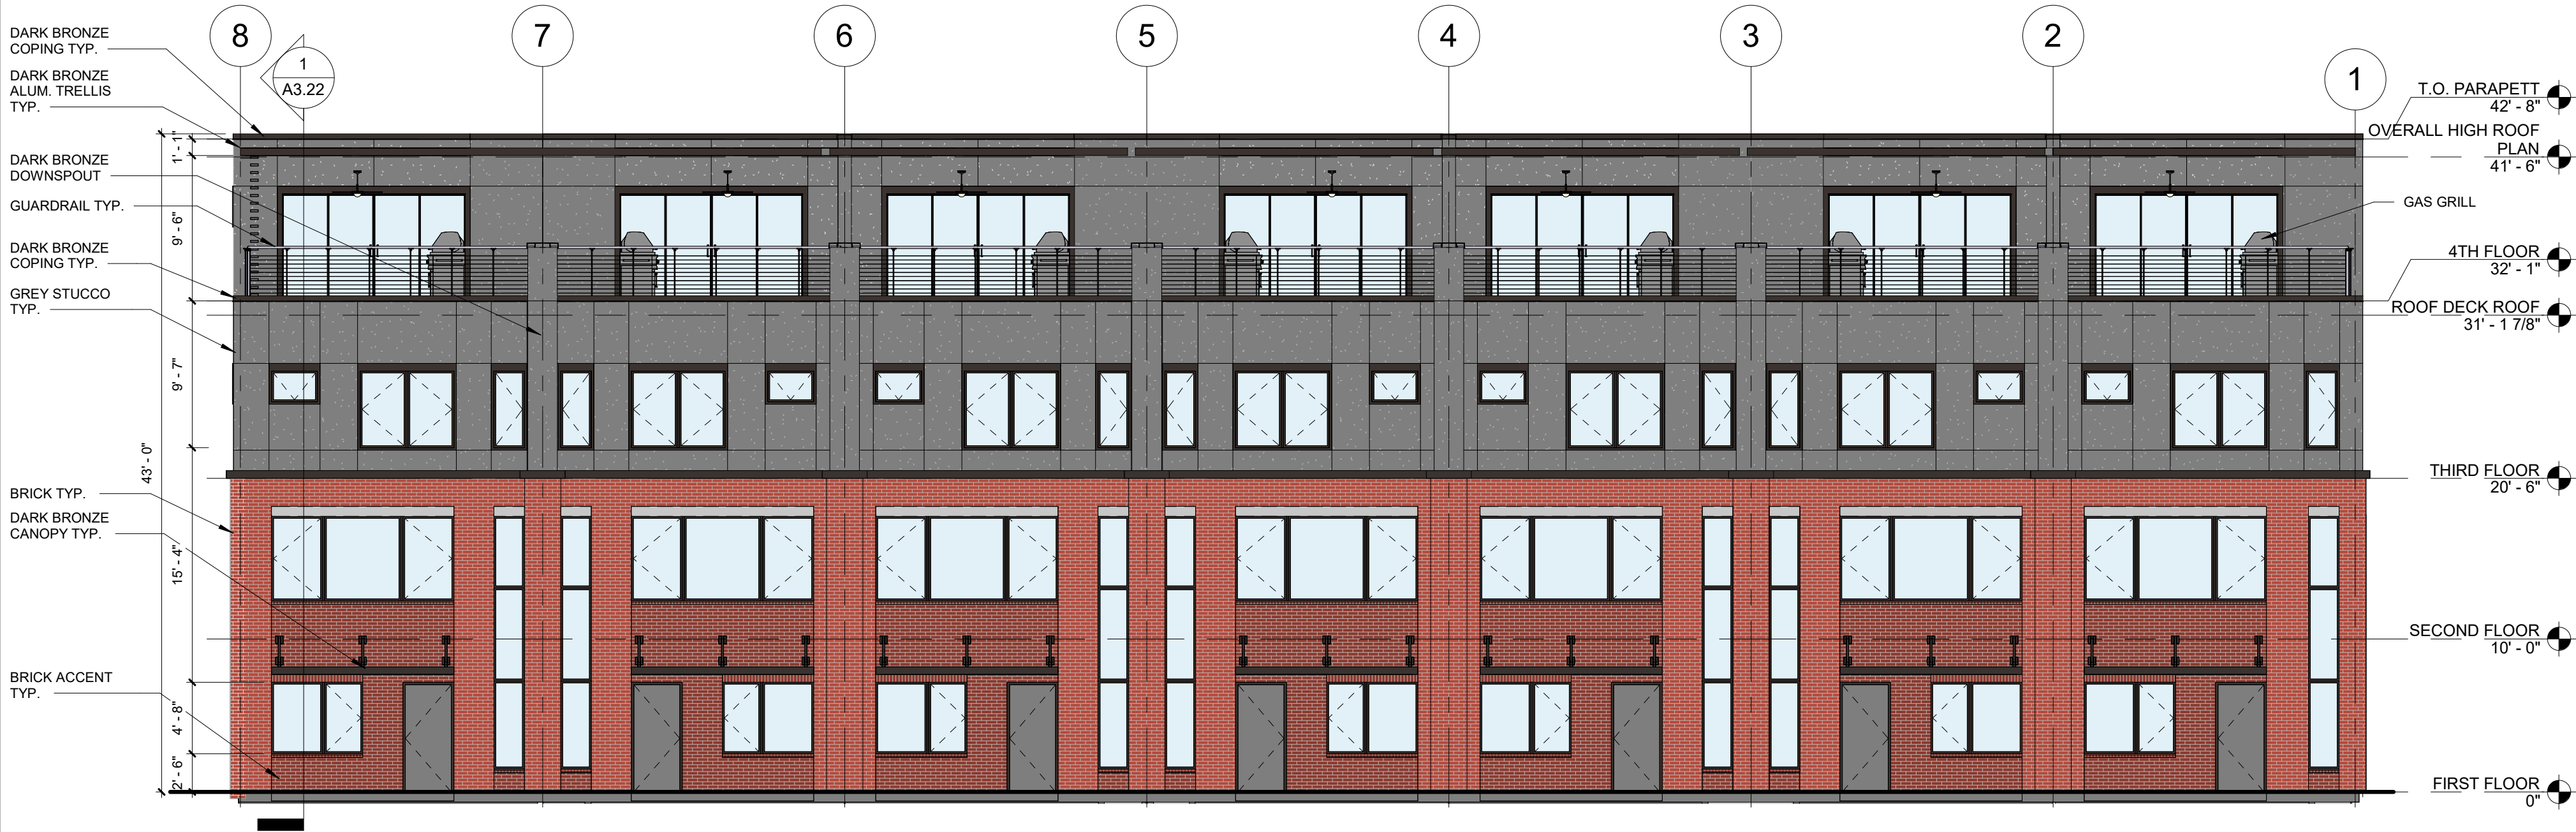 8
7
6
5
4
3
2
1
1
A3.22
DARK BRONZE
COPING TYP.
DARK BRONZE
ALUM. TRELLIS
TYP.
DARK BRONZE
DOWNSPOUT
GUARDRAIL TYP.
DARK BRONZE
COPING TYP.
GREY STUCCO
TYP.
BRICK TYP.
DARK BRONZE
CANOPY TYP.
BRICK ACCENT
TYP.
1' - 1"
9' - 6"
9' - 7"
43' - 0"
15' - 4"
4' - 8"
2' - 6"
T.O. PARAPETT
42' - 8"
OVERALL HIGH ROOF
PLAN
41' - 6"
GAS GRILL
4TH FLOOR
32' - 1"
ROOF DECK ROOF
31' - 1 7/8"
THIRD FLOOR
20' - 6"
SECOND FLOOR
10' - 0"
FIRST FLOOR
0"